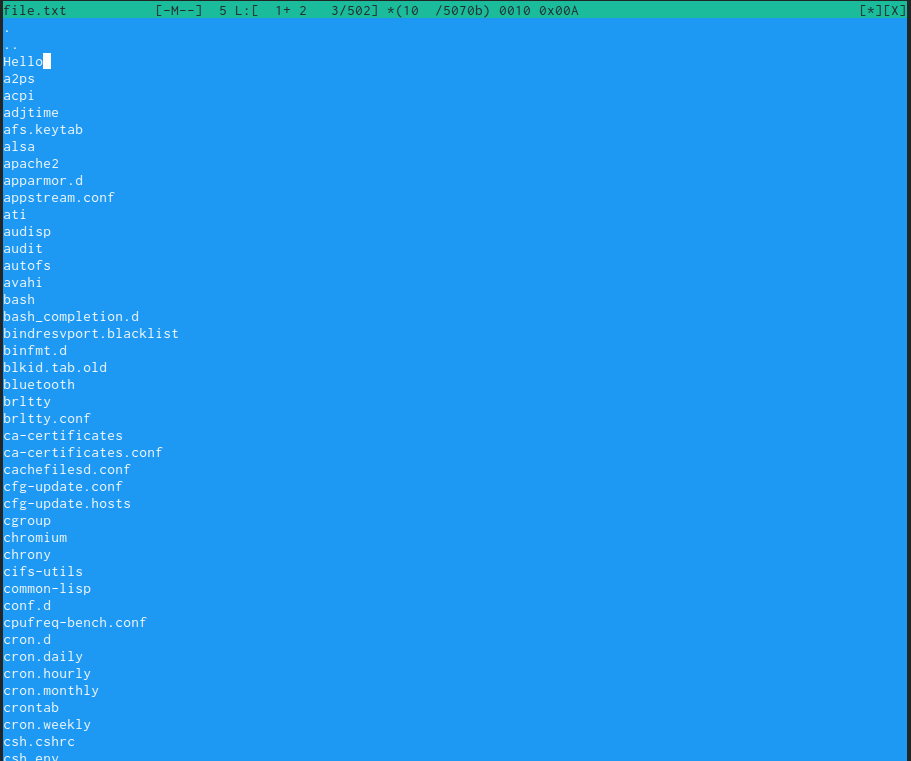 file.txt           [-M--]  5 L:[  1+ 2   3/502] *(10  /5070b) 0010 0x00A                                   [*][X]
.
..
Hello
a2ps
acpi
adjtime
afs.keytab
alsa
apache2
apparmor.d
appstream.conf
ati
audisp
audit
autofs
avahi
bash
bash_completion.d
bindresvport.blacklist
binfmt.d
blkid.tab.old
bluetooth
brltty
brltty.conf
ca-certificates
ca-certificates.conf
cachefilesd.conf
cfg-update.conf
cfg-update.hosts
cgroup
chromium
chrony
cifs-utils
common-lisp
conf.d
cpufreq-bench.conf
cron.d
cron.daily
cron.hourly
cron.monthly
crontab
cron.weekly
csh.cshrc
csh.env